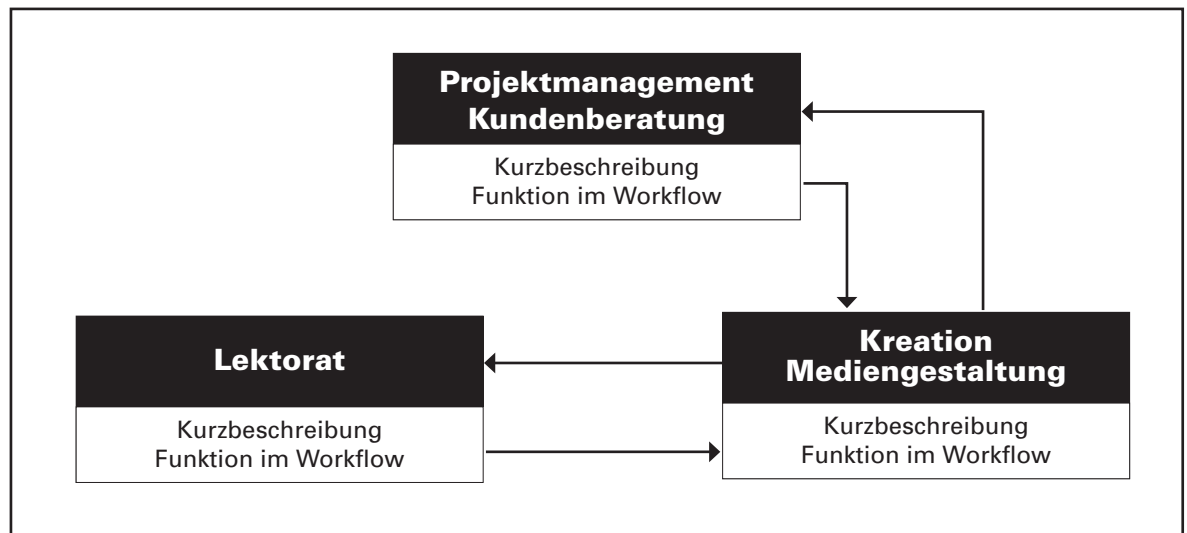 Projektmanagement
Kundenberatung
Kurzbeschreibung
Funktion im Workflow
Lektorat
Kurzbeschreibung
Funktion im Workflow
Kreation
Mediengestaltung
Kurzbeschreibung
Funktion im Workflow